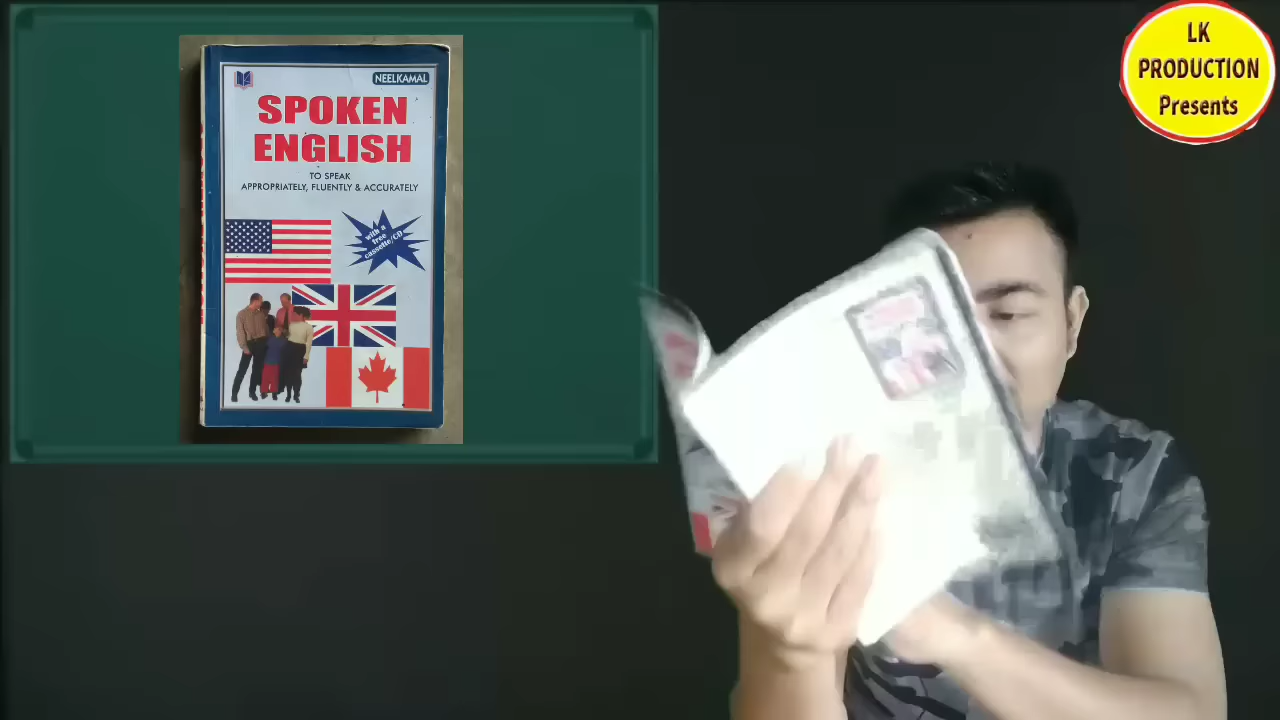 NEELKAMAL
SPOKEN
ENGLISH
TO SPEAK
APPROPRIATELY, FLUENTLY & ACCURATELY
with a
free
cassette/CD
LK
PRODUCTION
Presents